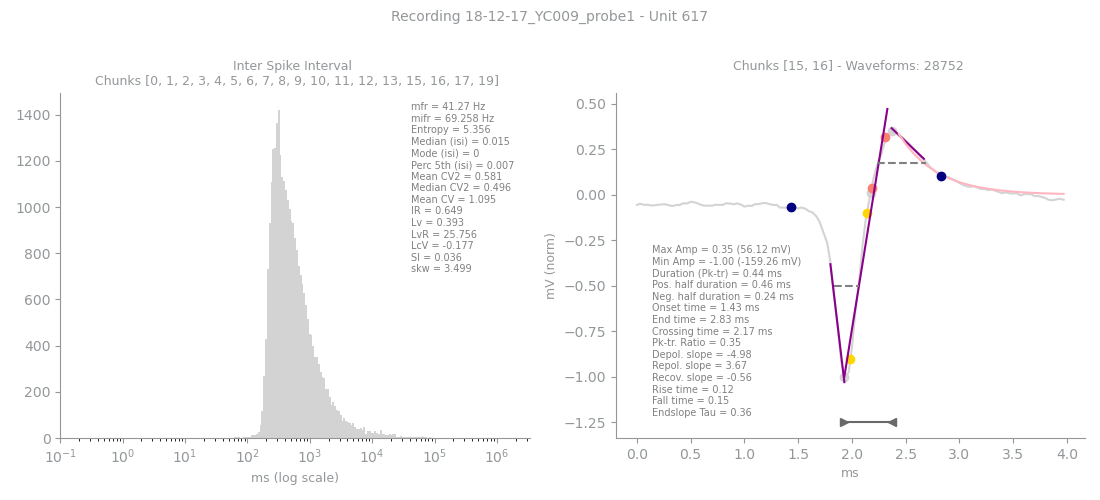 Recording 18-12-17_YC009_probe1 - Unit 617
Inter Spike Interval
Chunks [0, 1, 2, 3, 4, 5, 6, 7, 8, 9, 10, 11, 12, 13, 15, 16, 17, 19]
1400
1200
1000
800
600
400
200
0
mfr = 41.27 Hz
mifr = 69.258 Hz
Entropy = 5.356
Median (isi) = 0.015
Mode (isi) = 0
Perc 5th (isi) = 0.007
Mean CV2 = 0.581
Median CV2 = 0.496
Mean CV = 1.095
IR = 0.649
Lv = 0.393
LvR = 25.756
LcV = -0.177
SI = 0.036
skw = 3.499
10⁻¹ 10⁰ 10¹ 10² 10³ 10⁴ 10⁵ 10⁶
ms (log scale)
Chunks [15, 16] - Waveforms: 28752
mV (norm)
0.50
0.25
0.00
−0.25
−0.50
−0.75
−1.00
−1.25
Max Amp = 0.35 (56.12 mV)
Min Amp = -1.00 (-159.26 mV)
Duration (Pk-tr) = 0.44 ms
Pos. half duration = 0.46 ms
Neg. half duration = 0.24 ms
Onset time = 1.43 ms
End time = 2.83 ms
Crossing time = 2.17 ms
Pk-tr. Ratio = 0.35
Depol. slope = -4.98
Repol. slope = 3.67
Recov. slope = -0.56
Rise time = 0.12
Fall time = 0.15
Endslope Tau = 0.36
0.0 0.5 1.0 1.5 2.0 2.5 3.0 3.5 4.0
ms